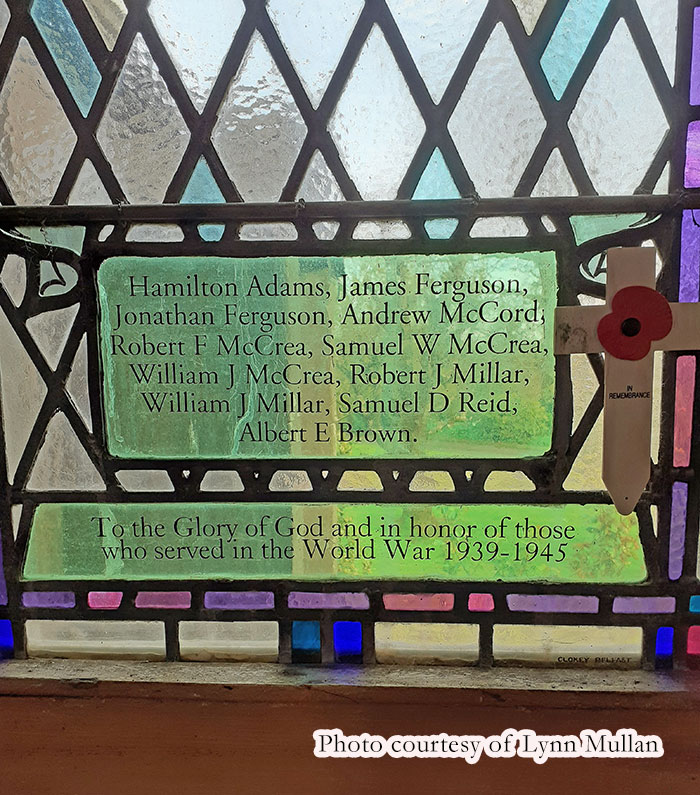 Hamilton Adams, James Ferguson,
Jonathan Ferguson, Andrew McCord,
Robert F McCrea, Samuel W McCrea,
William J McCrea, Robert J Millar,
William J Millar, Samuel D Reid,
Albert E Brown.
IN
REMEMBRANCE
To the Glory of God and in honor of those
who served in the World War 1939-1945
CLOKEY BELFAST
Photo courtesy of Lynn Mullan